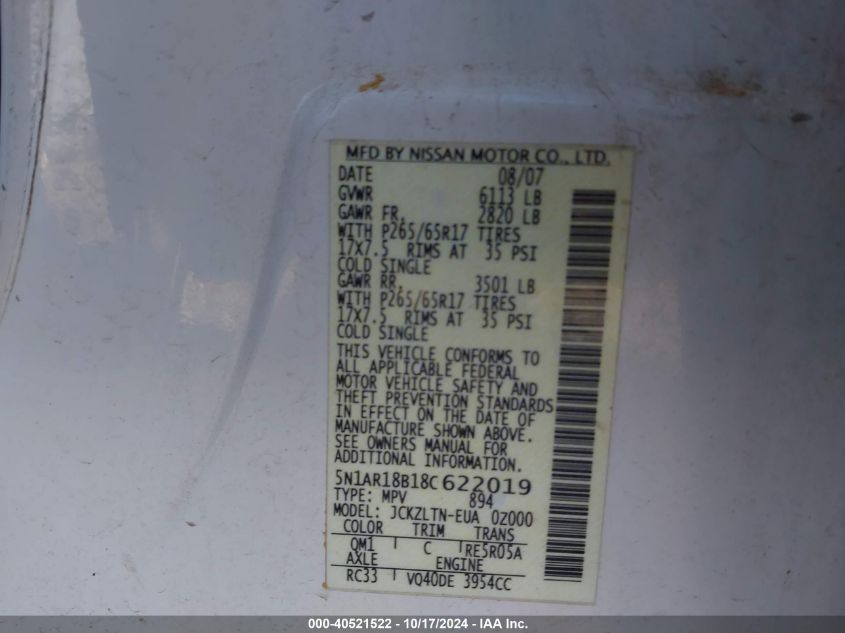 MFD BY NISSAN MOTOR CO., LTD.
DATE 08/07
GVWR 6113 LB
GAWR FR. 2820 LB
WITH P265/65R17 TIRES
17X7.5 RIMS AT 35 PSI
COLD SINGLE
GAWR RR. 3501 LB
WITH P265/65R17 TIRES
17X7.5 RIMS AT 35 PSI
COLD SINGLE
THIS VEHICLE CONFORMS TO
ALL APPLICABLE FEDERAL
MOTOR VEHICLE SAFETY AND
THEFT PREVENTION STANDARDS
IN EFFECT ON THE DATE OF
MANUFACTURE SHOWN ABOVE.
SEE OWNERS MANUAL FOR
ADDITIONAL INFORMATION.
5N1AR18B18C622019
TYPE: MPV 894
MODEL: JCKZLTN-EUA 0Z000
COLOR TRIM TRANS
QM1 C RE5R05A
AXLE ENGINE
RC33 VQ40DE 3954CC
000-40521522 - 10/17/2024 - IAA Inc.